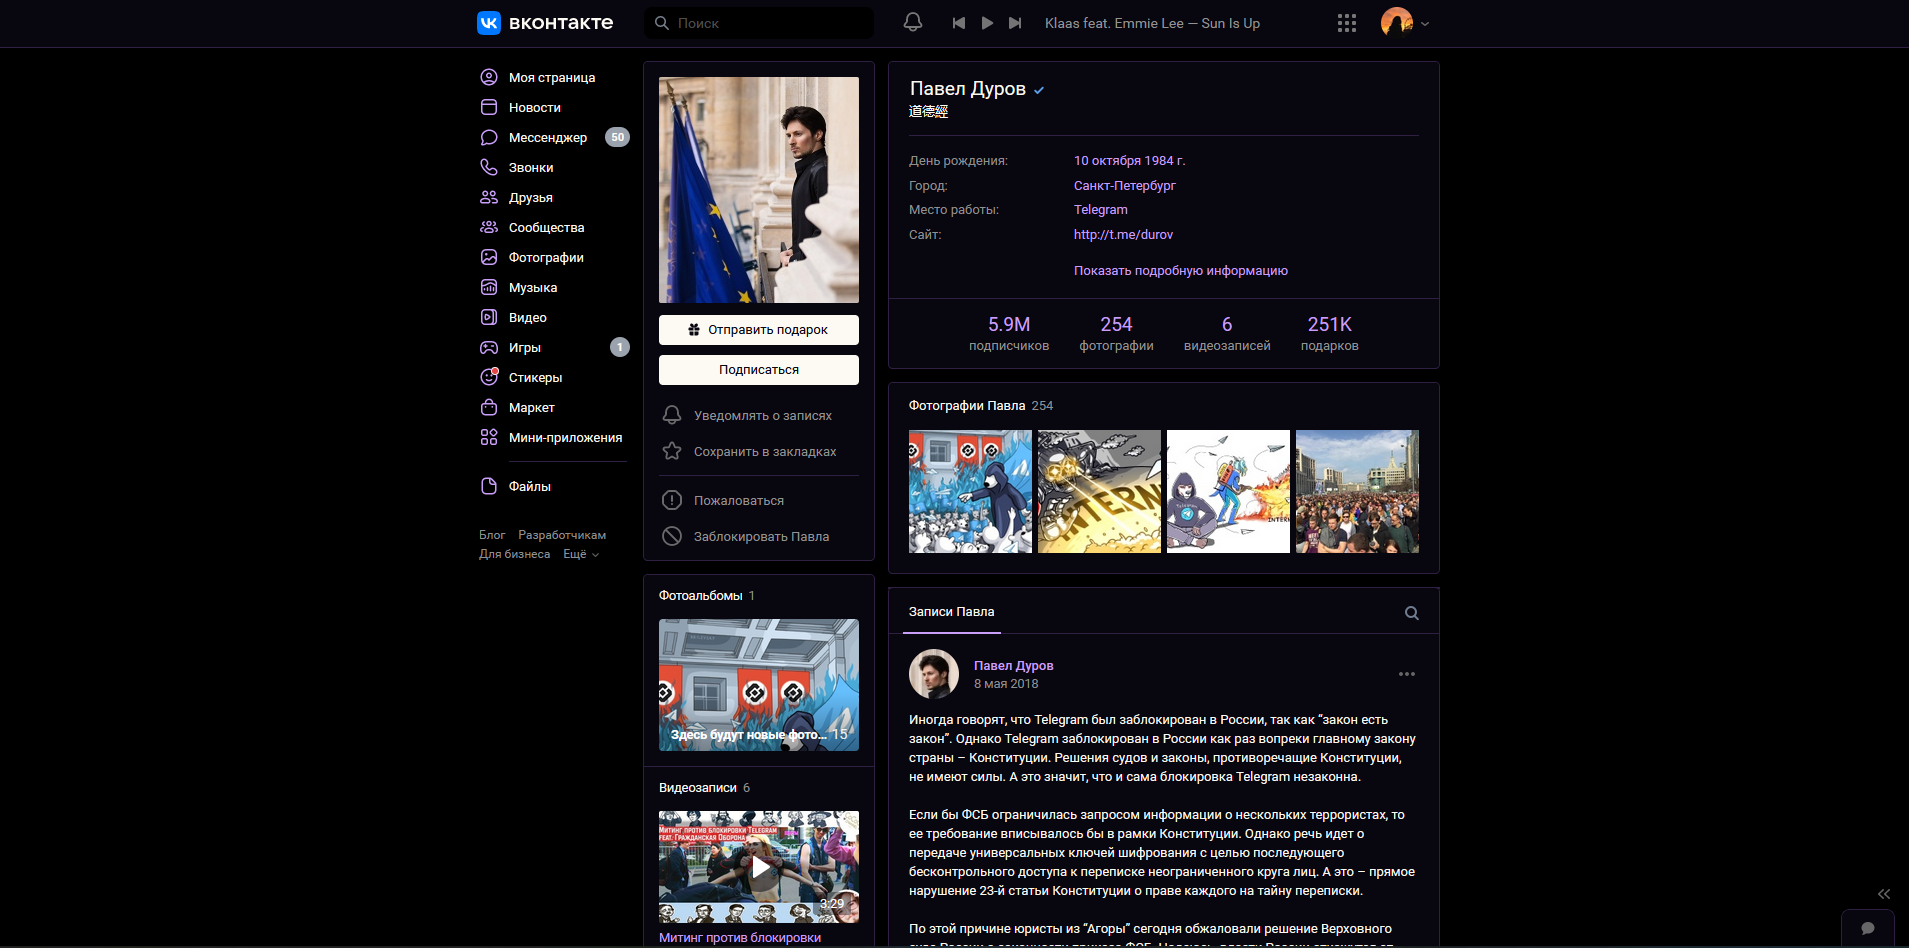 вконтакте
Поиск
Klaas feat. Emmie Lee — Sun Is Up
Моя страница
Новости
Мессенджер 50
Звонки
Друзья
Сообщества
Фотографии
Музыка
Видео
Игры 1
Стикеры
Маркет
Мини-приложения
Файлы
Блог Разработчикам
Для бизнеса Ещё
Отправить подарок
Подписаться
Уведомлять о записях
Сохранить в закладках
Пожаловаться
Заблокировать Павла
Фотоальбомы 1
Здесь будут новые фото... 15
Видеозаписи 6
Митинг против блокировки Telegram
feat. Гражданская Оборона
3:29
Митинг против блокировки
Павел Дуров
道德經
День рождения: 10 октября 1984 г.
Город: Санкт-Петербург
Место работы: Telegram
Сайт: http://t.me/durov
Показать подробную информацию
5.9M 254 6 251K
подписчиков фотографии видеозаписей подарков
Фотографии Павла 254
INTERN
INTERN
Записи Павла
Павел Дуров
8 мая 2018
Иногда говорят, что Telegram был заблокирован в России, так как “закон есть
закон”. Однако Telegram заблокирован в России как раз вопреки главному закону
страны – Конституции. Решения судов и законы, противоречащие Конституции,
не имеют силы. А это значит, что и сама блокировка Telegram незаконна.
Если бы ФСБ ограничилась запросом информации о нескольких террористах, то
ее требование вписывалось бы в рамки Конституции. Однако речь идет о
передаче универсальных ключей шифрования с целью последующего
бесконтрольного доступа к переписке неограниченного круга лиц. А это – прямое
нарушение 23-й статьи Конституции о праве каждого на тайну переписки.
По этой причине юристы из “Агоры” сегодня обжаловали решение Верховного